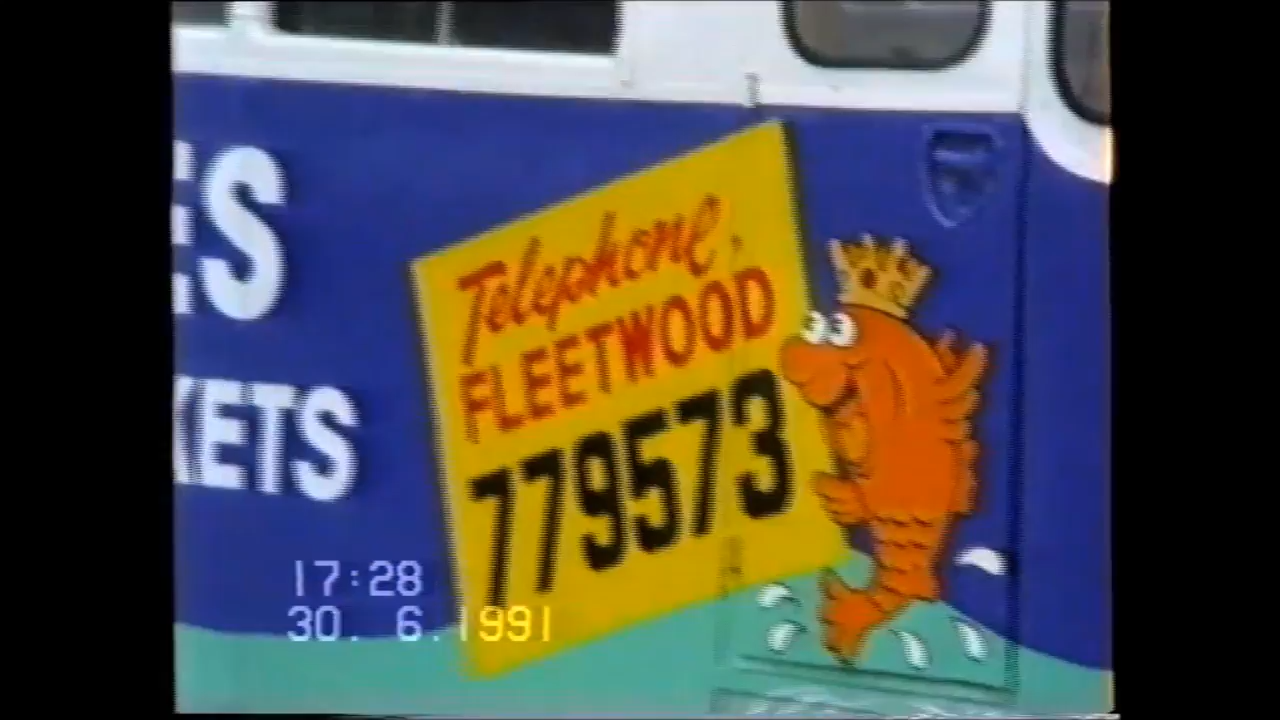 ES
KETS
Telephone,
FLEETWOOD
779573
17:28
30. 6.1991